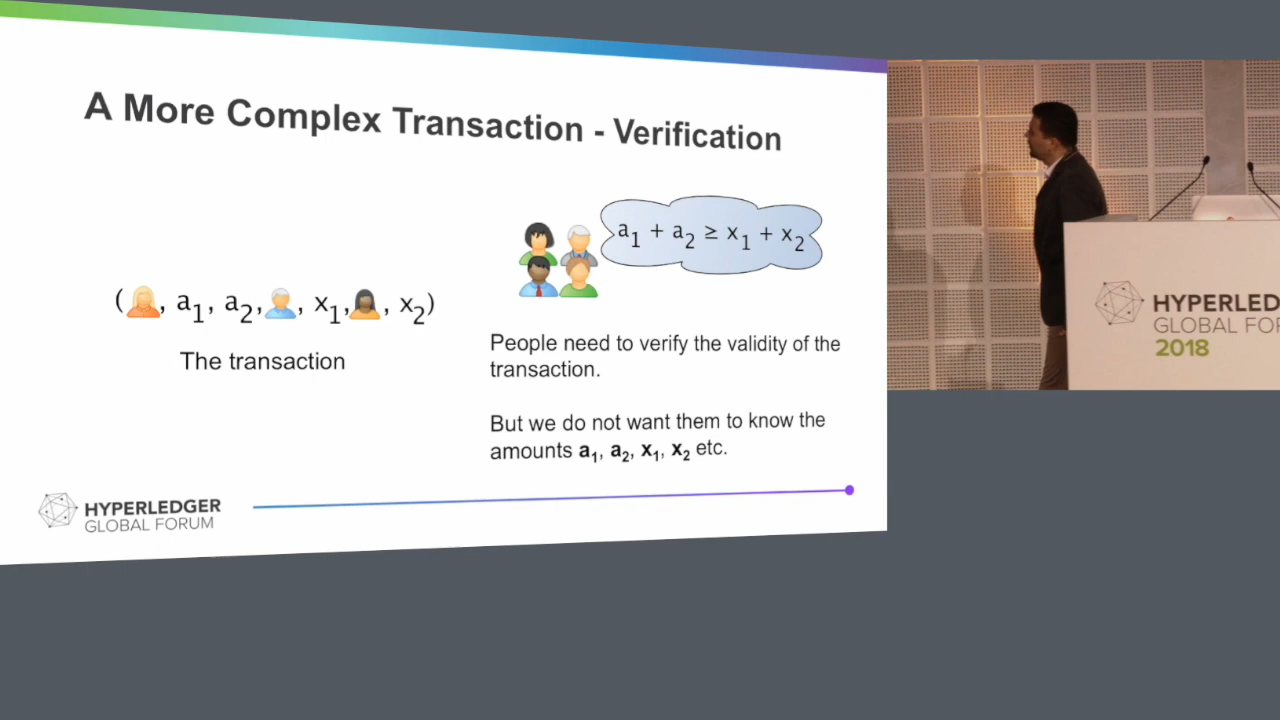 A More Complex Transaction - Verification
a1 + a2 ≥ x1 + x2
( , a1, a2, , x1, , x2)
The transaction
People need to verify the validity of the
transaction.
But we do not want them to know the
amounts a1, a2, x1, x2 etc.
HYPERLEDGER
GLOBAL FORUM
HYPERLED
GLOBAL FOR
2018